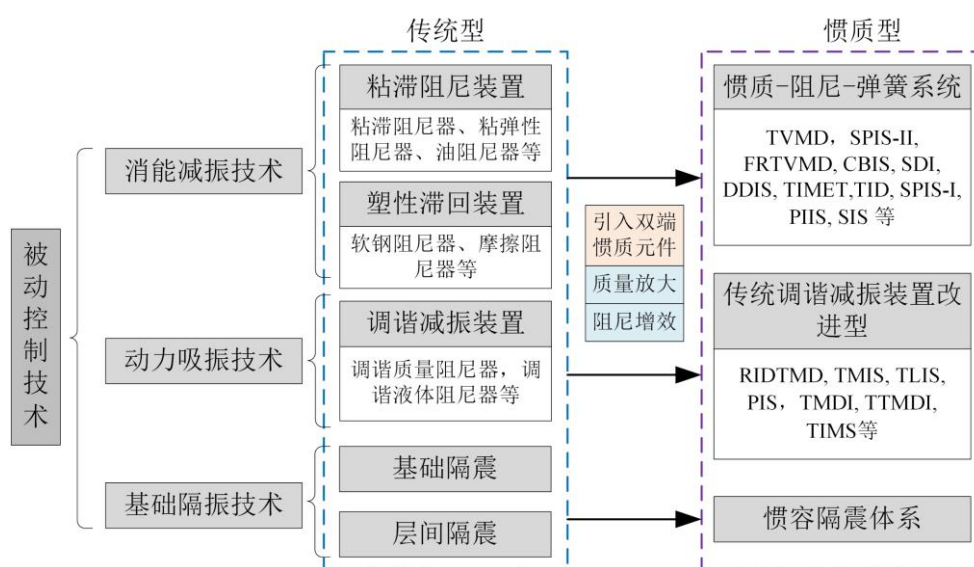 传统型
惯质型
被动控制技术
消能减振技术
动力吸振技术
基础隔振技术
粘滞阻尼装置
粘滞阻尼器、粘弹性
阻尼器、油阻尼器等
塑性滞回装置
软钢阻尼器、摩擦阻
尼器等
调谐减振装置
调谐质量阻尼器，调
谐液体阻尼器等
基础隔震
层间隔震
引入双端
惯质元件
质量放大
阻尼增效
惯质-阻尼-弹簧系统
TVMD，SPIS-II,
FRTVMD, CBIS, SDI,
DDIS, TIMET,TID, SPIS-I,
PIIS, SIS 等
传统调谐减振装置改
进型
RIDTMD, TMIS, TLIS,
PIS，TMDI, TTMDI,
TIMS等
惯容隔震体系